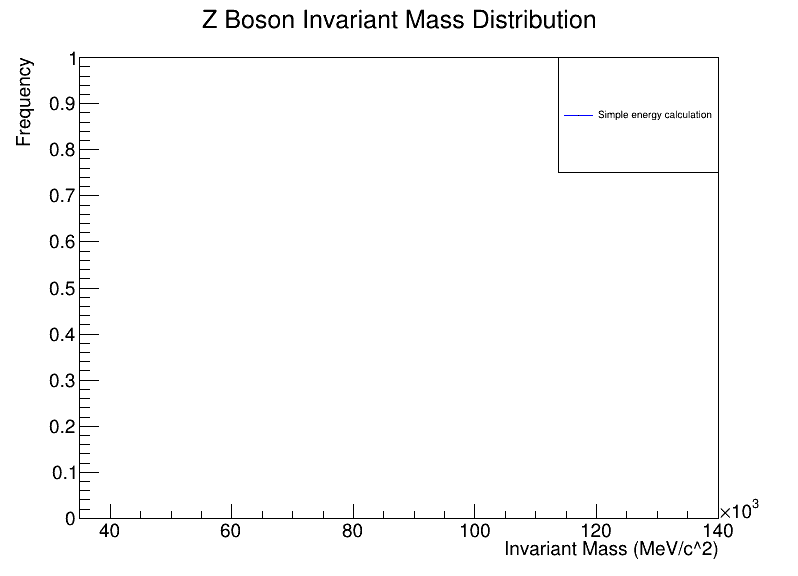 Z Boson Invariant Mass Distribution
Frequency
1
0.9
0.8
0.7
0.6
0.5
0.4
0.3
0.2
0.1
0
Simple energy calculation
40 60 80 100 120 140
×10³
Invariant Mass (MeV/c^2)